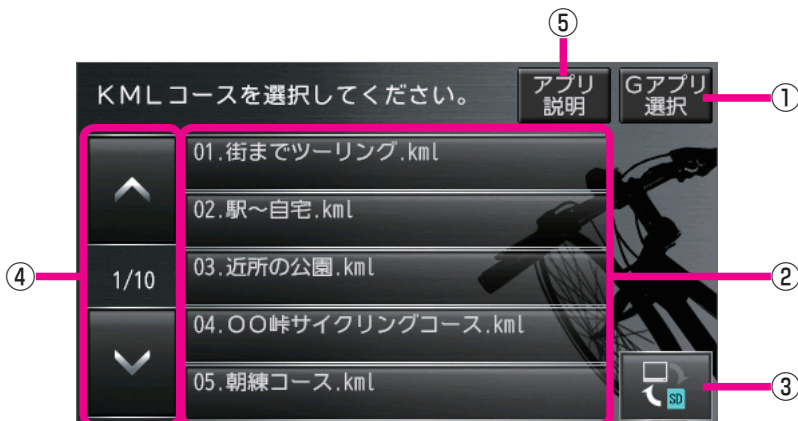 ⑤
KMLコースを選択してください。
アプリ
説明
Gアプリ
選択
①
01.街までツーリング.kml
02.駅～自宅.kml
④
1/10
03.近所の公園.kml
②
04.〇〇峠サイクリングコース.kml
05.朝練コース.kml
SD
③